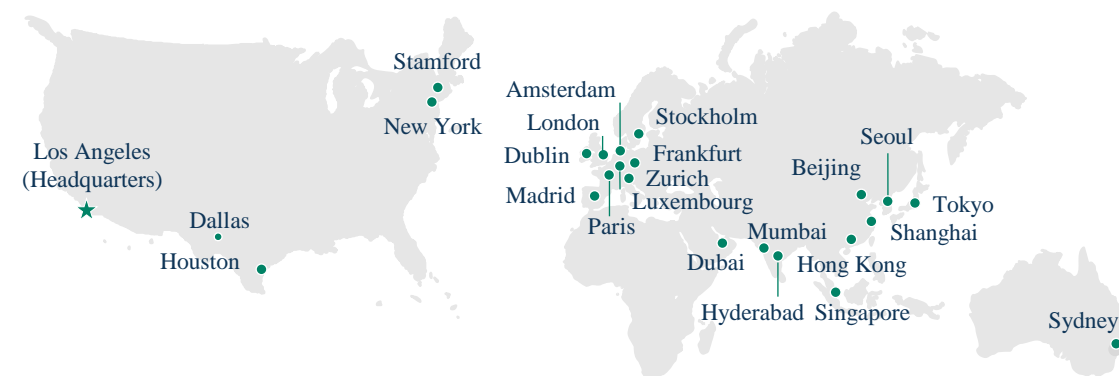 Stamford
New York
Los Angeles
(Headquarters)
Dallas
Houston
Amsterdam
London
Stockholm
Dublin
Frankfurt
Zurich
Madrid
Luxembourg
Paris
Seoul
Beijing
Tokyo
Shanghai
Mumbai
Dubai
Hong Kong
Hyderabad
Singapore
Sydney